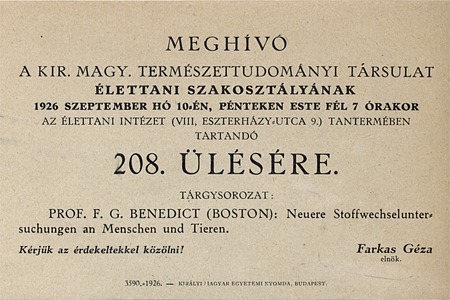 MEGHÍVÓ
A KIR. MAGY. TERMÉSZETTUDOMÁNYI TÁRSULAT
ÉLETTANI SZAKOSZTÁLYÁNAK
1926 SZEPTEMBER HÓ 10-ÉN, PÉNTEKEN ESTE FÉL 7 ÓRAKOR
AZ ÉLETTANI INTÉZET (VIII, ESZTERHÁZY-UTCA 9.) TANTERMÉBEN
TARTANDÓ
208. ÜLÉSÉRE.
TÁRGYSOROZAT:
PROF. F. G. BENEDICT (BOSTON): Neuere Stoffwechselunter-
suchungen an Menschen und Tieren.
Kérjük az érdekeltekkel közölni!
Farkas Géza
elnök.
3590.-1926. — KIRÁLYI MAGYAR EGYETEMI NYOMDA, BUDAPEST.